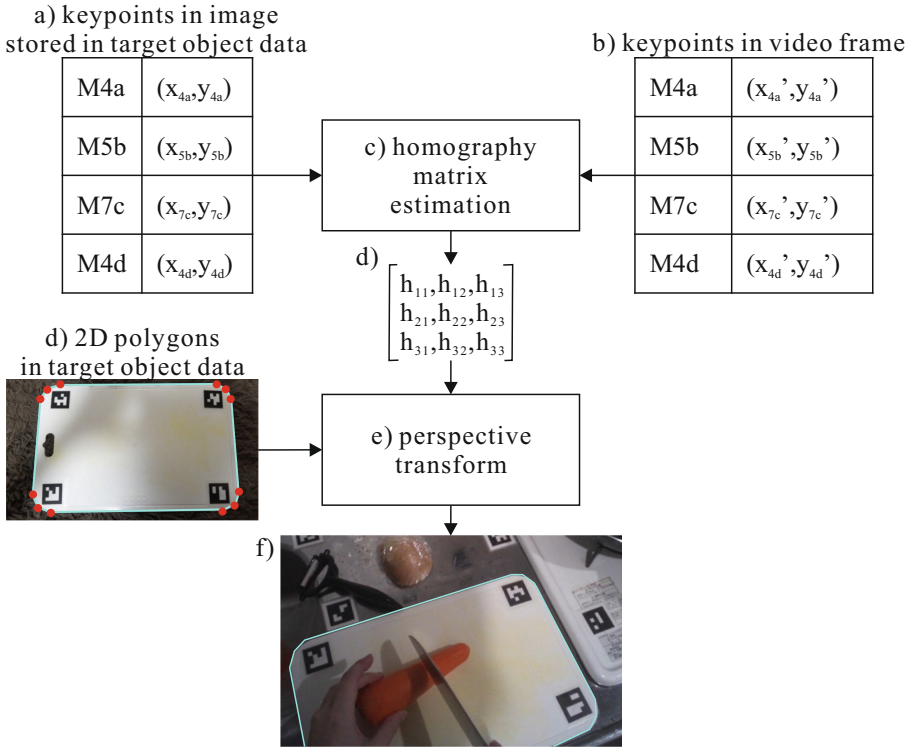 a) keypoints in image
stored in target object data
b) keypoints in video frame
M4a (x4a,y4a)
M5b (x5b,y5b)
M7c (x7c,y7c)
M4d (x4d,y4d)
c) homography
matrix
estimation
M4a (x4a’,y4a’)
M5b (x5b’,y5b’)
M7c (x7c’,y7c’)
M4d (x4d’,y4d’)
d)
h11,h12,h13
h21,h22,h23
h31,h32,h33
d) 2D polygons
in target object data
e) perspective
transform
f)